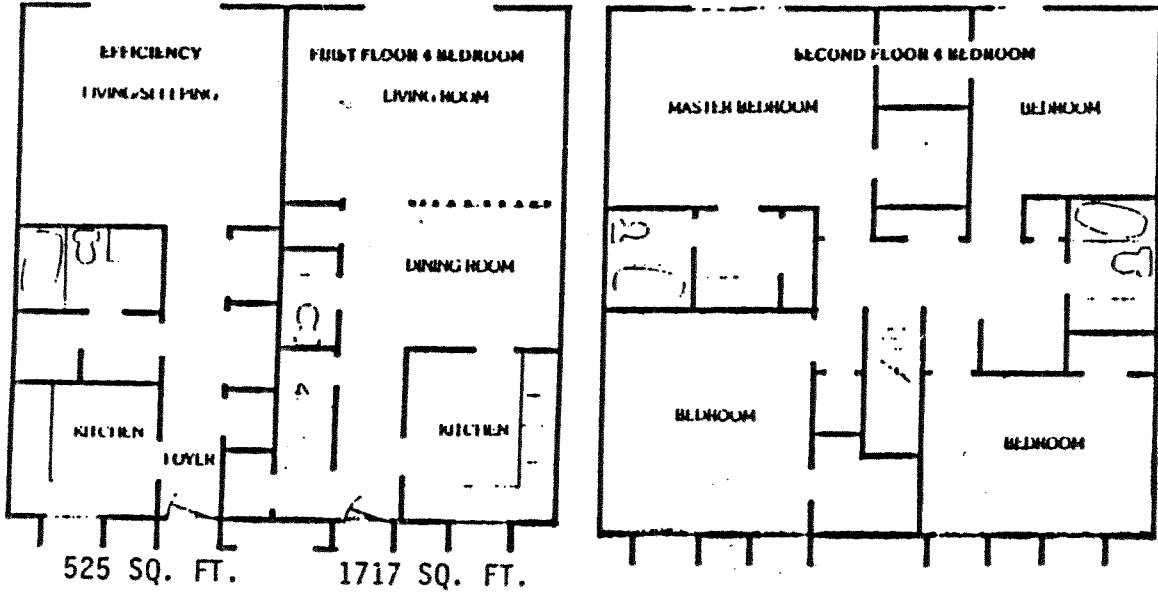 EFFICIENCY
LIVING/SLEEPING
KITCHEN
FOYER
525 SQ. FT.
FIRST FLOOR 4 BEDROOM
LIVING ROOM
DINING ROOM
KITCHEN
1717 SQ. FT.
SECOND FLOOR 4 BEDROOM
MASTER BEDROOM
BEDROOM
BEDROOM
BEDROOM